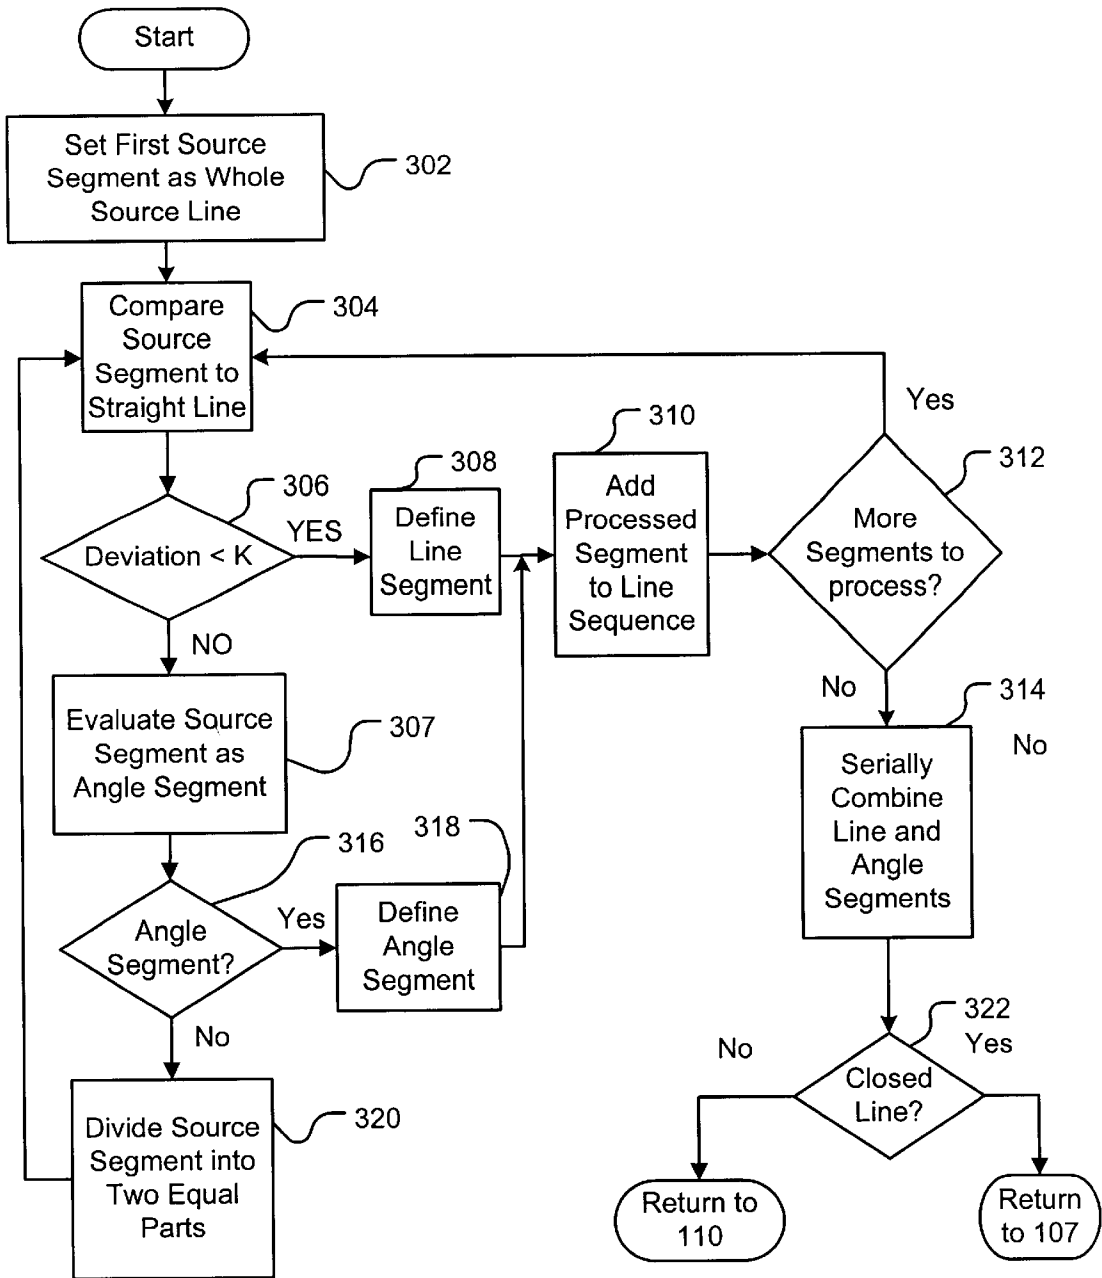 Start
Set First Source
Segment as Whole
Source Line
302
Compare
Source
Segment to
Straight Line
304
Deviation < K
306
YES
NO
Define
Line
Segment
308
Add
Processed
Segment
to Line
Sequence
310
More
Segments to
process?
312
Yes
No
Evaluate Source
Segment as
Angle Segment
307
Angle
Segment?
316
Yes
No
Define
Angle
Segment
318
Serially
Combine
Line and
Angle
Segments
314
No
Divide Source
Segment into
Two Equal
Parts
320
Closed
Line?
322
No
Yes
Return to
110
Return
to 107